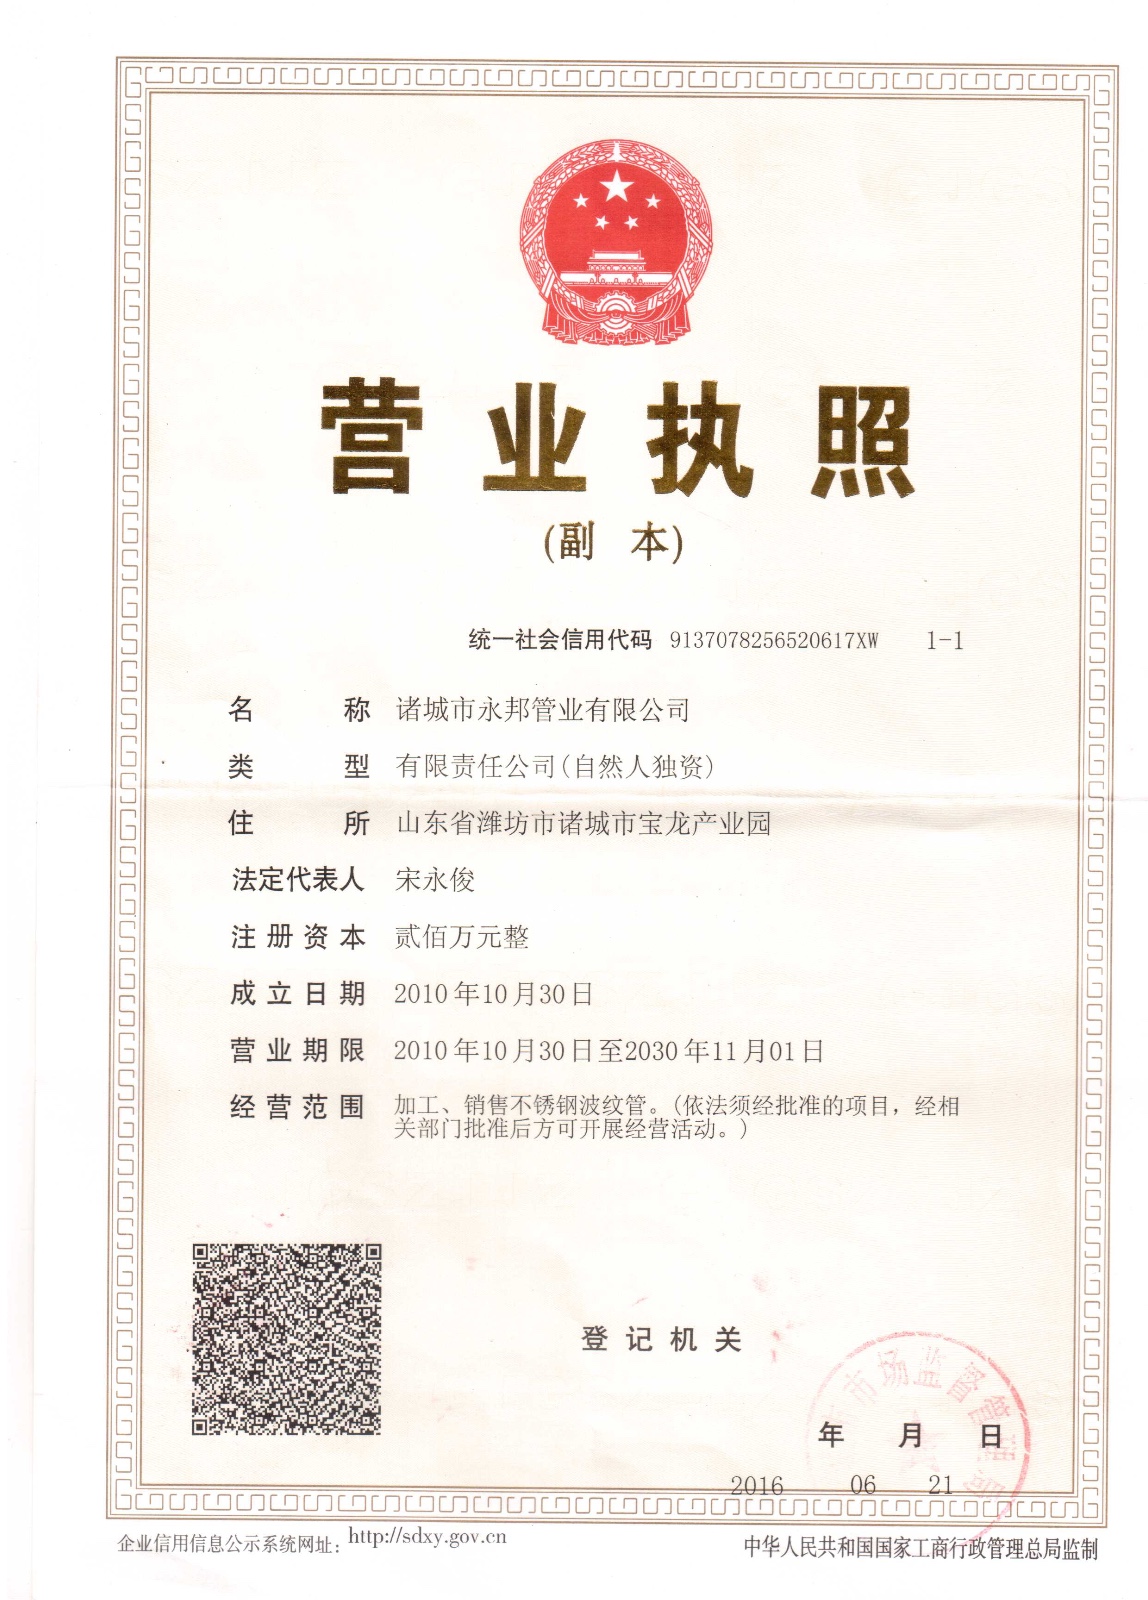 营业执照
(副 本)
统一社会信用代码 9137078256520617XW 1-1
名 称 诸城市永邦管业有限公司
类 型 有限责任公司(自然人独资)
住 所 山东省潍坊市诸城市宝龙产业园
法定代表人 宋永俊
注册资本 贰佰万元整
成立日期 2010年10月30日
营业期限 2010年10月30日至2030年11月01日
经营范围 加工、销售不锈钢波纹管。(依法须经批准的项目，经相
关部门批准后方可开展经营活动。)
登记机关
市场监督管理局
年 月 日
2016 06 21
企业信用信息公示系统网址： http://sdxy.gov.cn
中华人民共和国国家工商行政管理总局监制